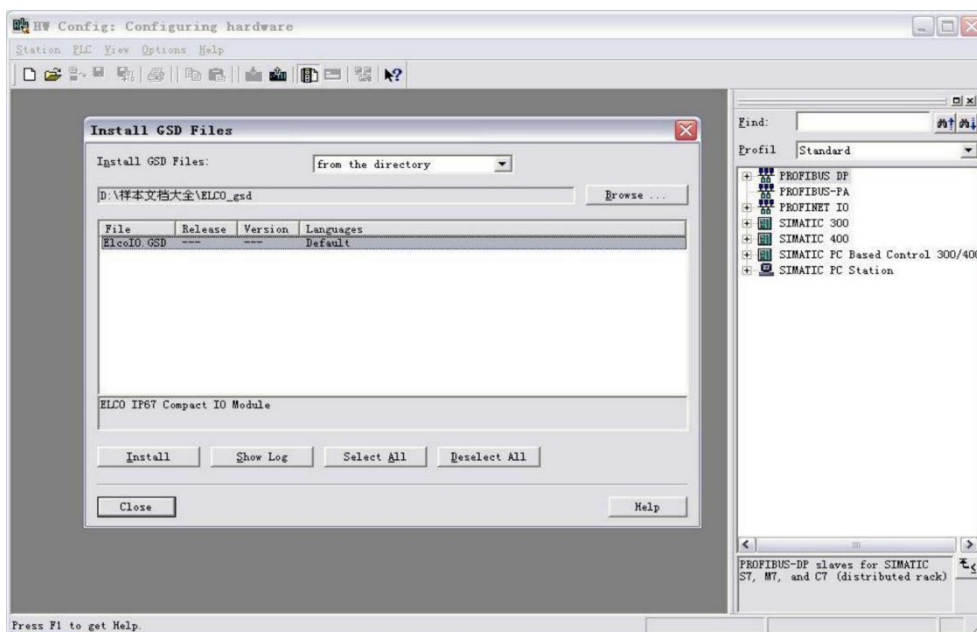 HW Config: Configuring hardware
Station PLC View Options Help
Install GSD Files
Install GSD Files:
from the directory
D:\样本文档大全\ELCO_gsd
Browse ...
File Release Version Languages
ElcoIO.GSD --- --- Default
ELCO IP67 Compact IO Module
Install Show Log Select All Deselect All
Close Help
Find:
Profil Standard
PROFIBUS DP
PROFIBUS-PA
PROFINET IO
SIMATIC 300
SIMATIC 400
SIMATIC PC Based Control 300/400
SIMATIC PC Station
PROFIBUS-DP slaves for SIMATIC
S7, M7, and C7 (distributed rack)
Press F1 to get Help.